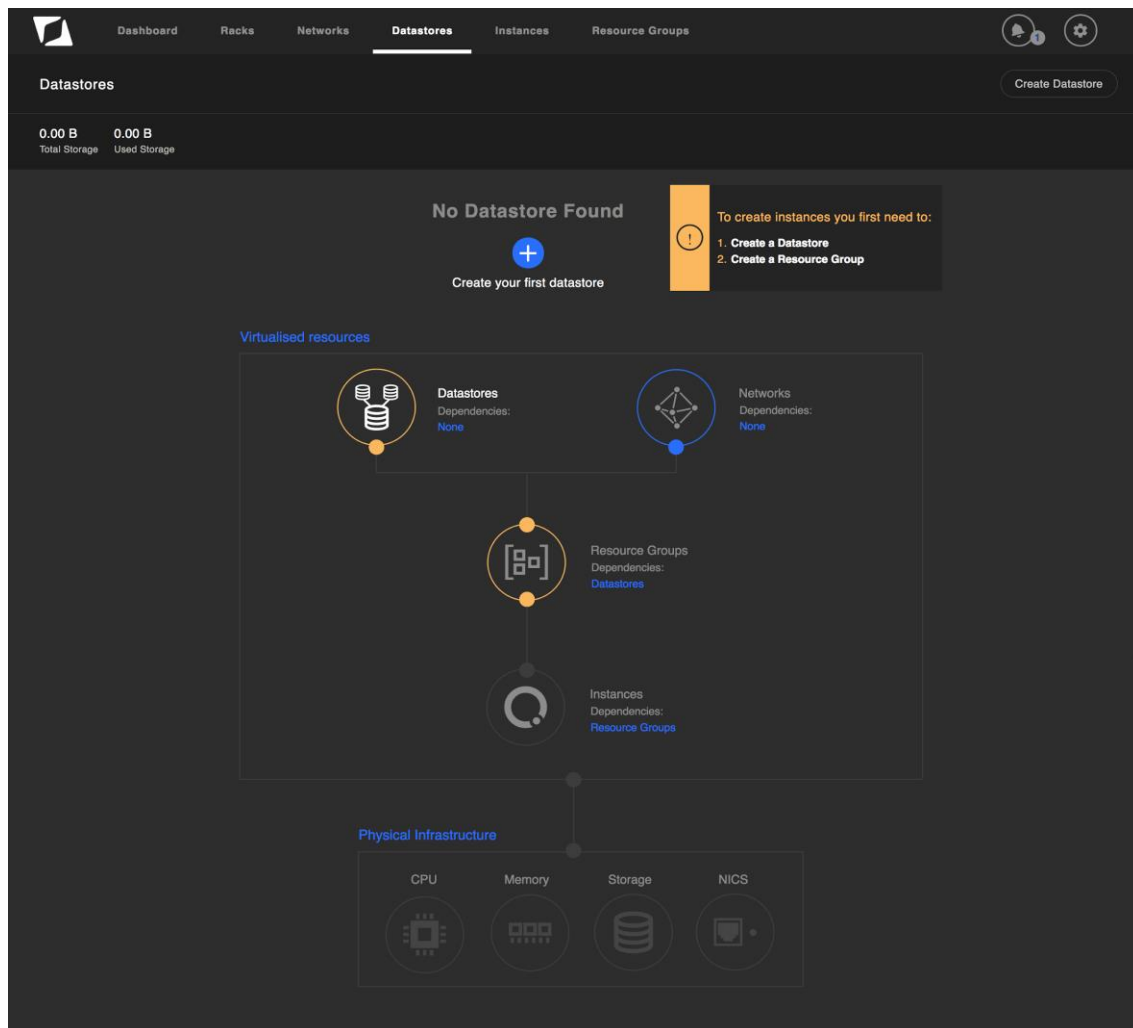 Dashboard Racks Networks Datastores Instances Resource Groups 1
Datastores Create Datastore
0.00 B 0.00 B
Total Storage Used Storage
No Datastore Found
Create your first datastore
!
To create instances you first need to:
1. Create a Datastore
2. Create a Resource Group
Virtualised resources
Datastores
Dependencies:
None
Networks
Dependencies:
None
Resource Groups
Dependencies:
Datastores
Instances
Dependencies:
Resource Groups
Physical Infrastructure
CPU Memory Storage NICS